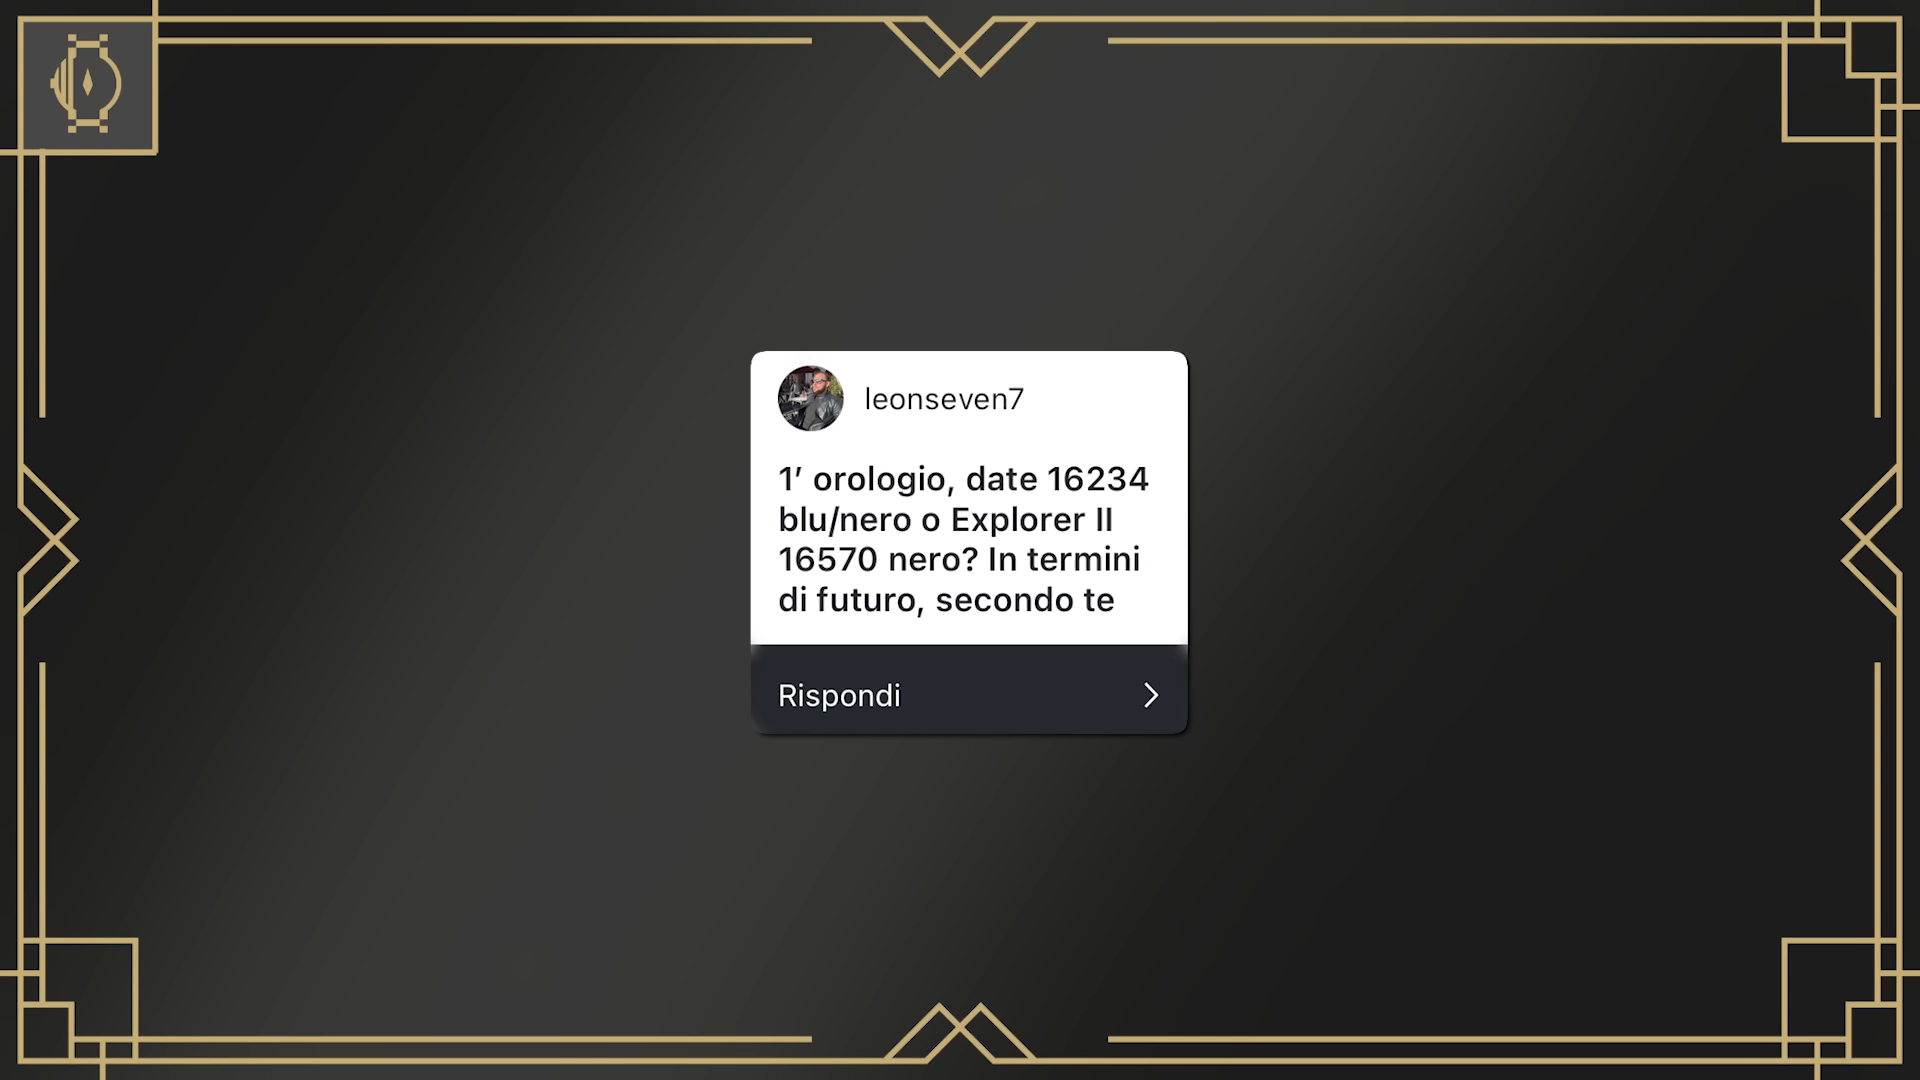 leonseven7
1’ orologio, date 16234
blu/nero o Explorer II
16570 nero? In termini
di futuro, secondo te
Rispondi